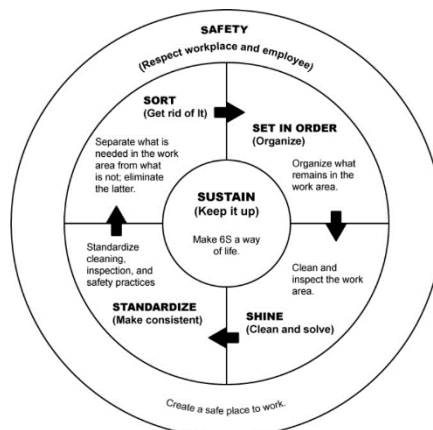 SAFETY
(Respect workplace and employee)
SORT
(Get rid of It)
Separate what is
needed in the work
area from what
is not; eliminate
the latter.
SET IN ORDER
(Organize)
Organize what
remains in the
work area.
SUSTAIN
(Keep it up)
Make 6S a way
of life.
Clean and
inspect the work
area.
SHINE
(Clean and solve)
Standardize
cleaning,
inspection, and
safety practices
STANDARDIZE
(Make consistent)
Create a safe place to work.